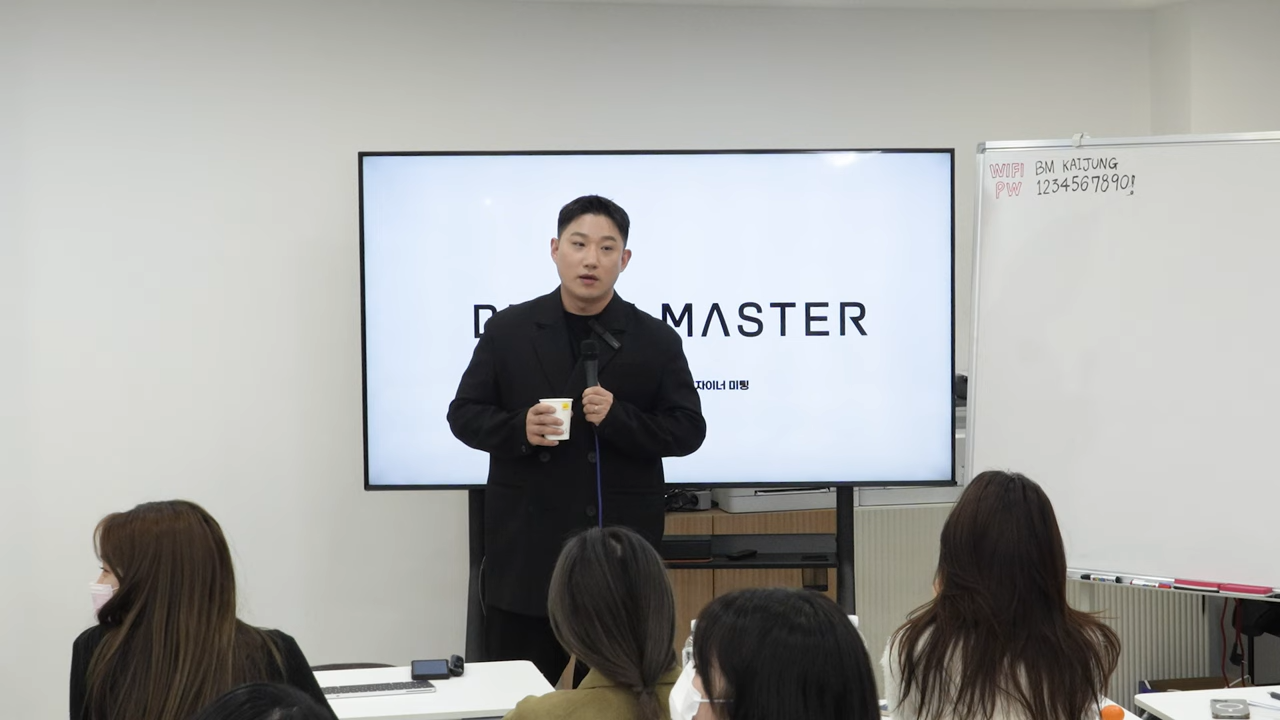 D MASTER
자이너 미팅
WIFI BM KAIJUNG
PW 1234567890!